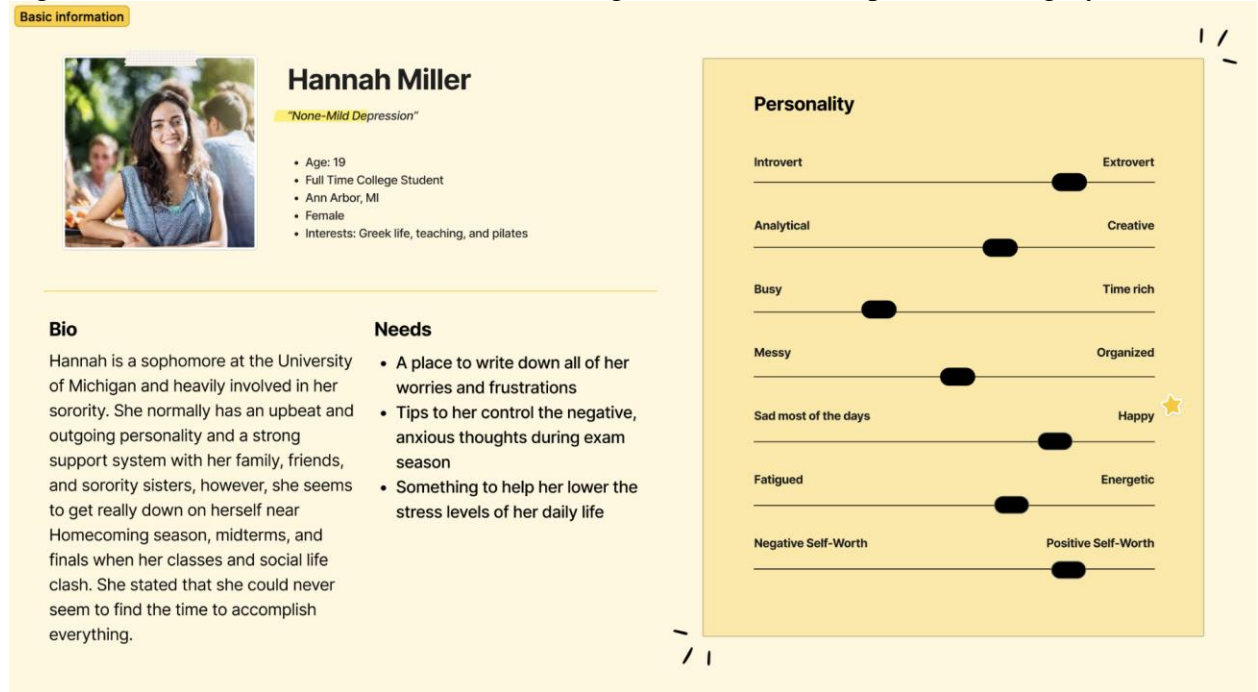 Basic information
Hannah Miller
"None-Mild Depression"
• Age: 19
• Full Time College Student
• Ann Arbor, MI
• Female
• Interests: Greek life, teaching, and pilates
Bio
Hannah is a sophomore at the University
of Michigan and heavily involved in her
sorority. She normally has an upbeat and
outgoing personality and a strong
support system with her family, friends,
and sorority sisters, however, she seems
to get really down on herself near
Homecoming season, midterms, and
finals when her classes and social life
clash. She stated that she could never
seem to find the time to accomplish
everything.
Needs
• A place to write down all of her
worries and frustrations
• Tips to her control the negative,
anxious thoughts during exam
season
• Something to help her lower the
stress levels of her daily life
Personality
Introvert Extrovert
Analytical Creative
Busy Time rich
Messy Organized
Sad most of the days Happy
Fatigued Energetic
Negative Self-Worth Positive Self-Worth